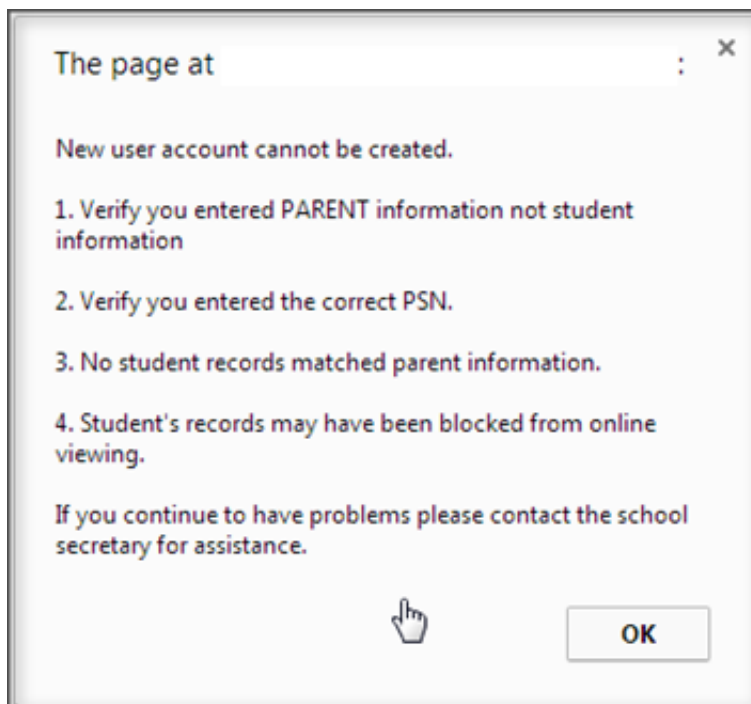 The page at :
New user account cannot be created.
1. Verify you entered PARENT information not student
information
2. Verify you entered the correct PSN.
3. No student records matched parent information.
4. Student's records may have been blocked from online
viewing.
If you continue to have problems please contact the school
secretary for assistance.
OK